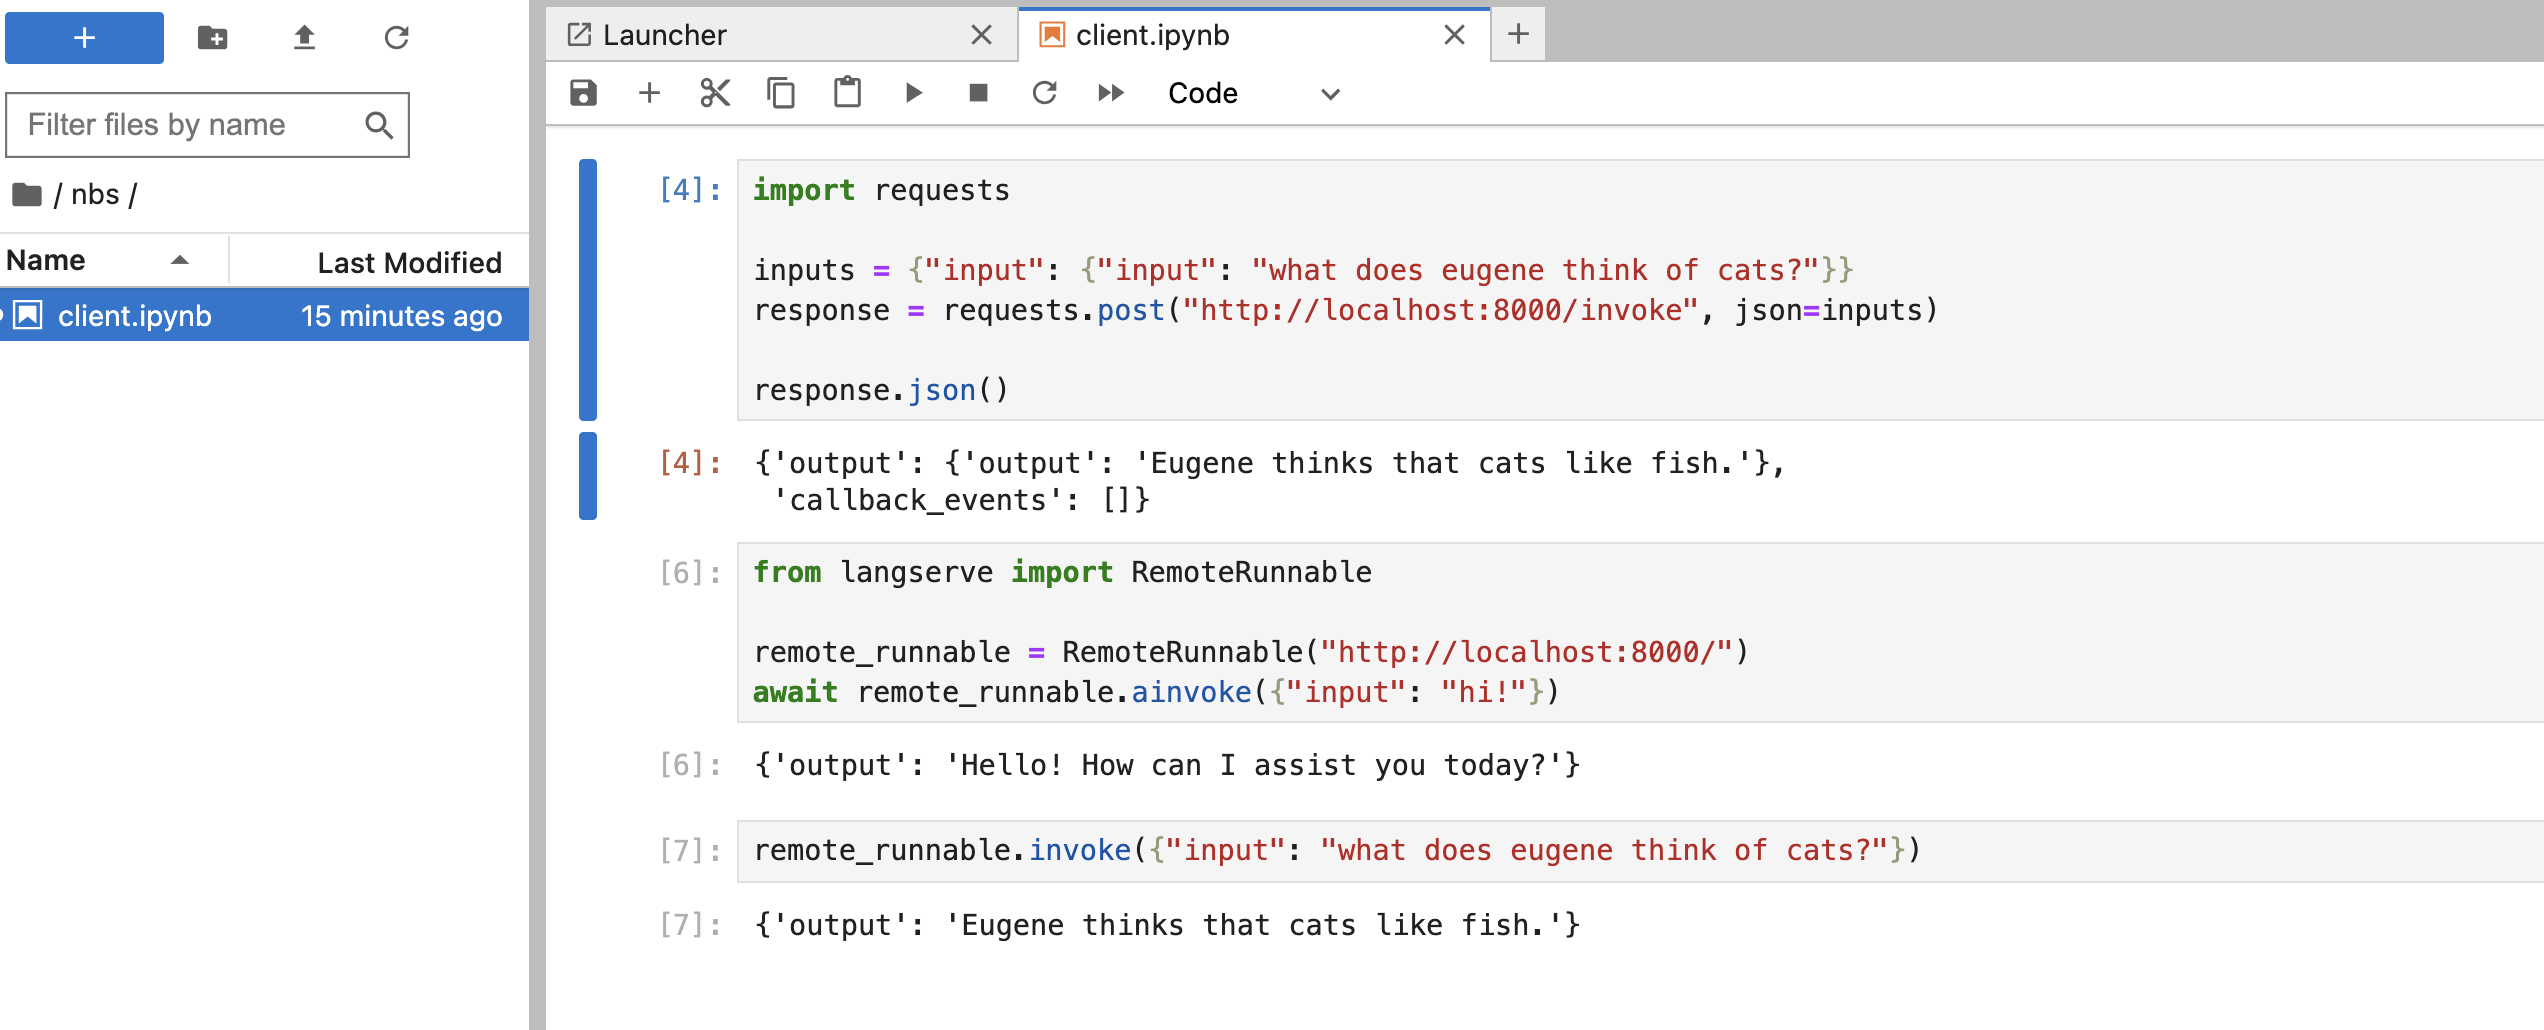 Launcher
client.ipynb
Code
Filter files by name
/ nbs /
Name Last Modified
client.ipynb 15 minutes ago
[4]: import requests
inputs = {"input": {"input": "what does eugene think of cats?"}}
response = requests.post("http://localhost:8000/invoke", json=inputs)
response.json()
[4]: {'output': {'output': 'Eugene thinks that cats like fish.'},
'callback_events': []}
[6]: from langserve import RemoteRunnable
remote_runnable = RemoteRunnable("http://localhost:8000/")
await remote_runnable.ainvoke({"input": "hi!"})
[6]: {'output': 'Hello! How can I assist you today?'}
[7]: remote_runnable.invoke({"input": "what does eugene think of cats?"})
[7]: {'output': 'Eugene thinks that cats like fish.'}